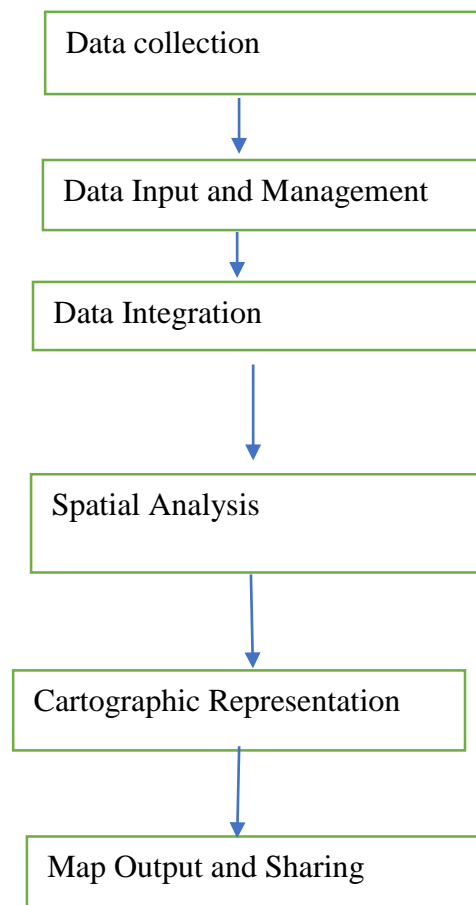 Data collection
Data Input and Management
Data Integration
Spatial Analysis
Cartographic Representation
Map Output and Sharing